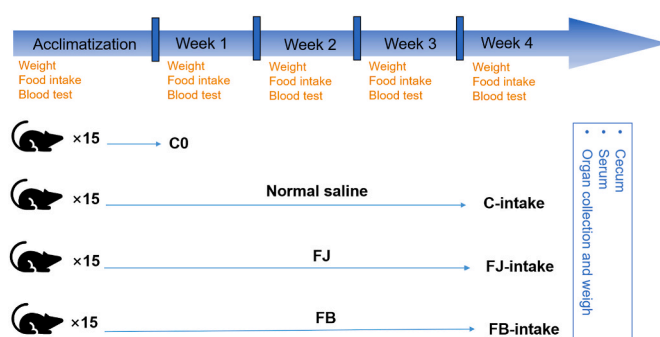 Acclimatization Week 1 Week 2 Week 3 Week 4
Weight Weight Weight Weight Weight
Food intake Food intake Food intake Food intake Food intake
Blood test Blood test Blood test Blood test Blood test
×15 C0
×15 Normal saline C-intake
×15 FJ FJ-intake
×15 FB FB-intake
• Cecum
• Serum
• Organ collection and weigh